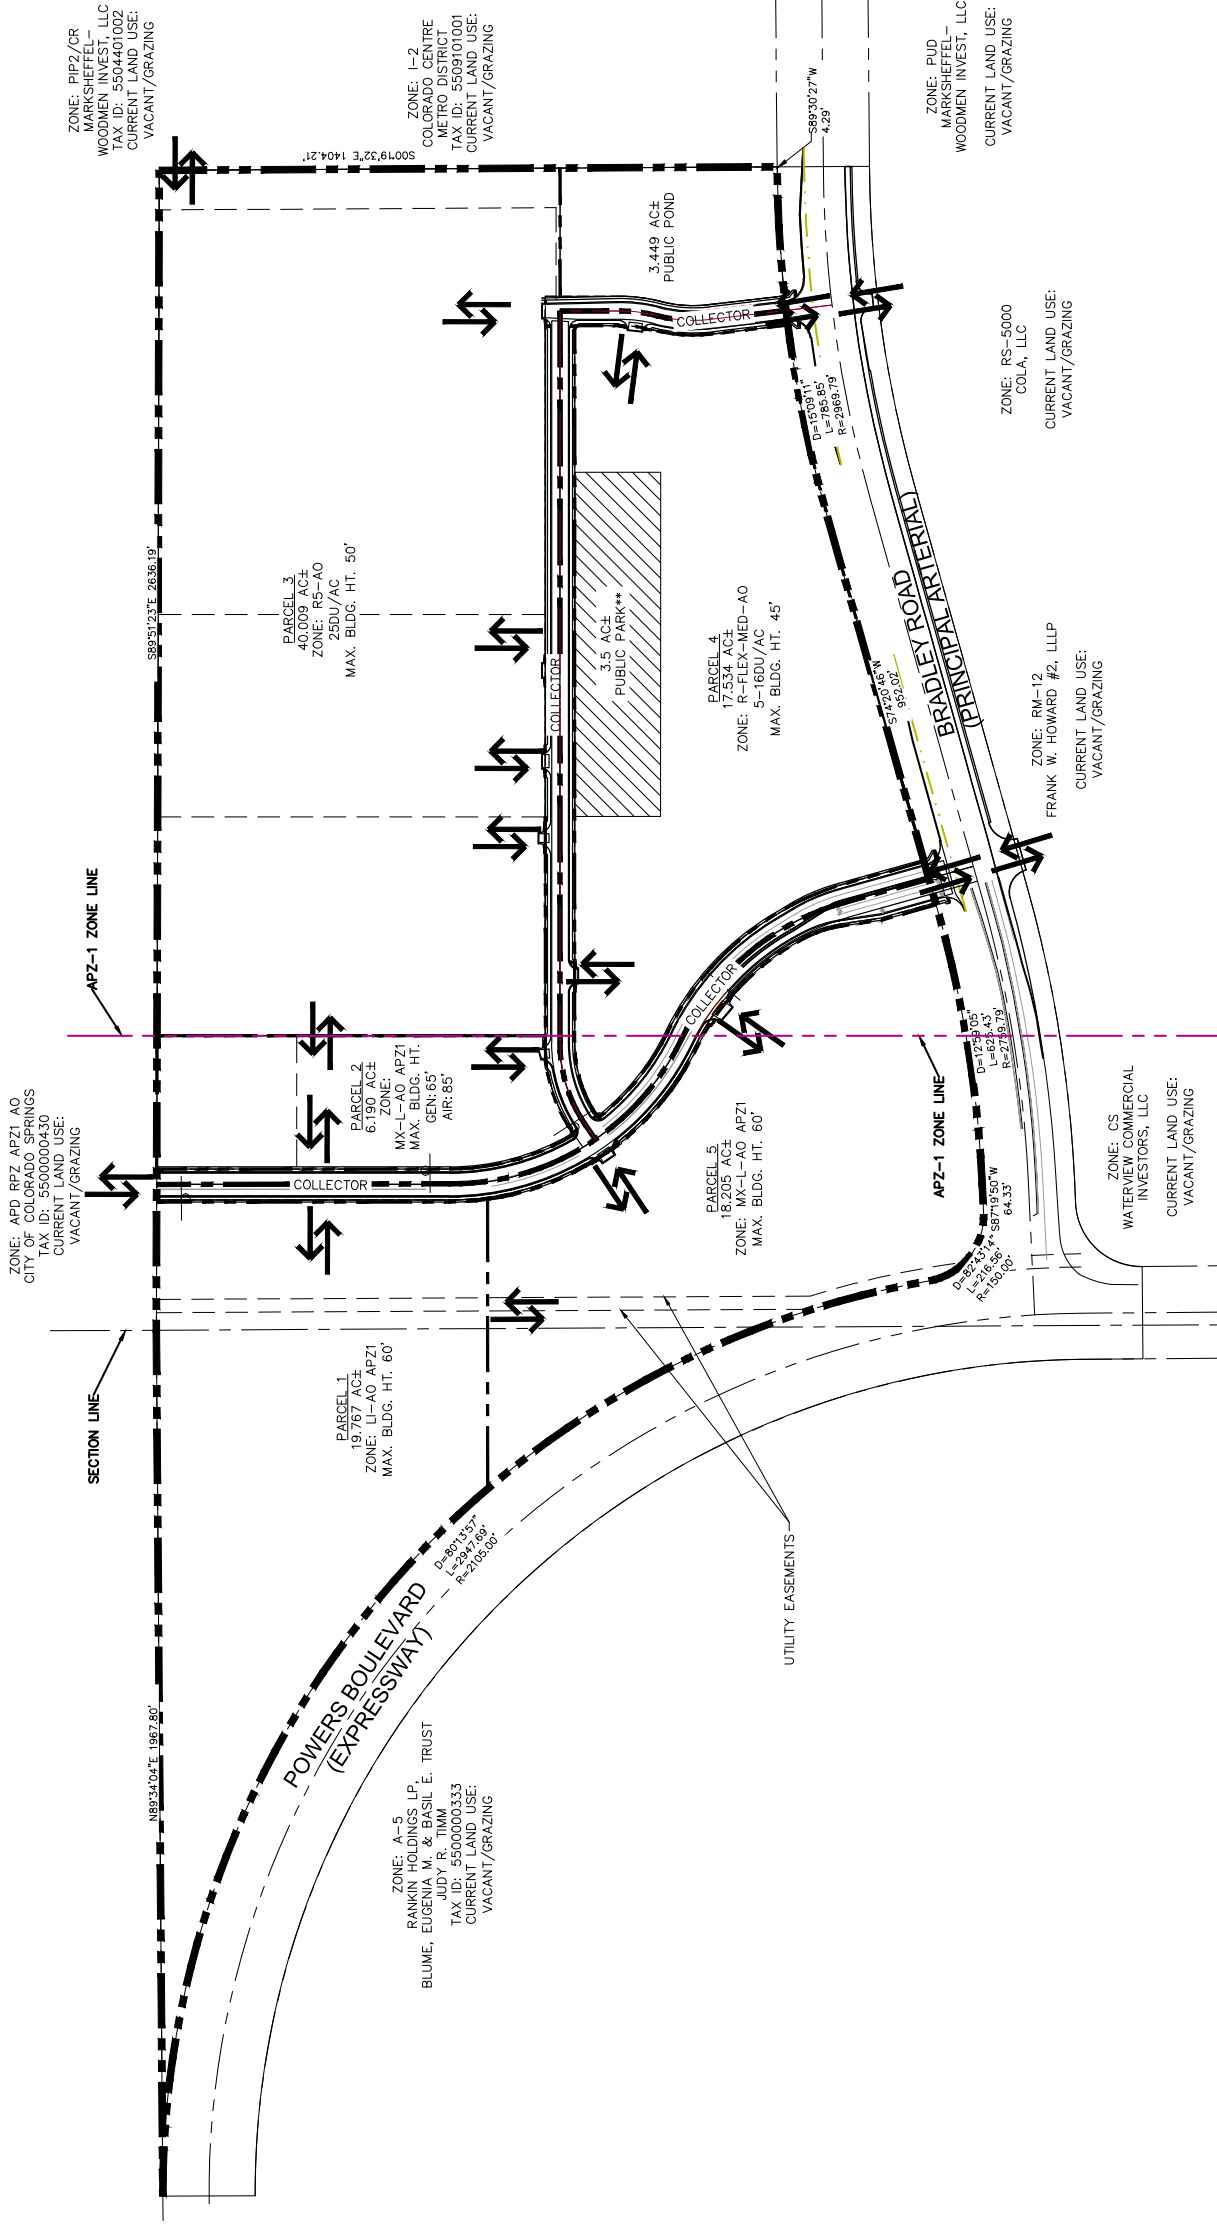 ZONE: PIP2/CR
MARKSHEFFEL-
WOODMEN INVEST, LLC
TAX ID: 5504401002
CURRENT LAND USE:
VACANT/GRAZING
ZONE: I-2
COLORADO CENTRE
METRO DISTRICT
TAX ID: 5509101001
CURRENT LAND USE:
VACANT/GRAZING
ZONE: PUD
MARKSHEFFEL-
WOODMEN INVEST, LLC
CURRENT LAND USE:
VACANT/GRAZING
S00°19'32"E 1404.21'
S89°30'27"W
4.29'
3.449 AC±
PUBLIC POND
COLLECTOR
ZONE: RS-5000
COLA, LLC
CURRENT LAND USE:
VACANT/GRAZING
D=15°09'11"
L=785.85'
R=2969.79'
S89°51'23"E 2636.19'
PARCEL 3
40.009 AC±
ZONE: R5-AO
25DU/AC
MAX. BLDG. HT. 50'
COLLECTOR
3.5 AC±
PUBLIC PARK**
PARCEL 4
17.534 AC±
ZONE: R-FLEX-MED-AO
5-16DU/AC
MAX. BLDG. HT. 45'
S74°20'46"W
952.02'
BRADLEY ROAD
(PRINCIPAL ARTERIAL)
ZONE: RM-12
FRANK W. HOWARD #2, LLLP
CURRENT LAND USE:
VACANT/GRAZING
APZ-1 ZONE LINE
COLLECTOR
ZONE: APD RPZ APZ1 AO
CITY OF COLORADO SPRINGS
TAX ID: 5500000430
CURRENT LAND USE:
VACANT/GRAZING
PARCEL 2
6.190 AC±
ZONE:
MX-L-AO APZ1
MAX. BLDG. HT.
GEN: 65'
AIR: 85'
COLLECTOR
PARCEL 5
18.205 AC±
ZONE: MX-L-AO APZ1
MAX. BLDG. HT. 60'
APZ-1 ZONE LINE
D=12°59'05"
L=625.43'
R=2759.79'
S87°19'50"W
64.33'
D=82°43'14"
L=216.56'
R=150.00'
ZONE: CS
WATERVIEW COMMERCIAL
INVESTORS, LLC
CURRENT LAND USE:
VACANT/GRAZING
SECTION LINE
PARCEL 1
19.767 AC±
ZONE: LI-AO APZ1
MAX. BLDG. HT. 60'
UTILITY EASEMENTS
D=80°13'57"
L=2947.69'
R=2105.00'
POWERS BOULEVARD
(EXPRESSWAY)
N89°34'04"E 1967.80'
ZONE: A-5
RANKIN HOLDINGS LP,
BLUME, EUGENIA M. & BASIL E. TRUST
JUDY R. TIMM
TAX ID: 5500000333
CURRENT LAND USE:
VACANT/GRAZING